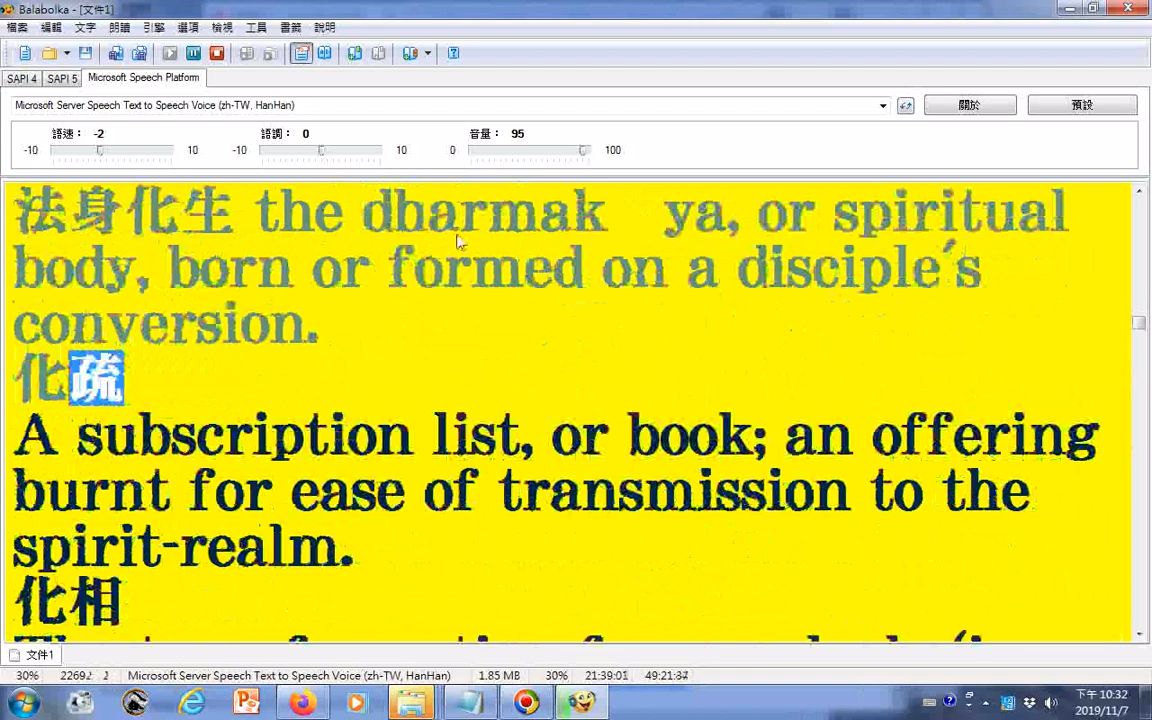 Balabolka - [文件1]
檔案 編輯 文字 朗讀 引擎 選項 檢視 工具 書籤 說明
SAPI 4 SAPI 5 Microsoft Speech Platform
Microsoft Server Speech Text to Speech Voice (zh-TW, HanHan) 關於 預設
語速： -2 語調： 0 音量： 95
-10 10 -10 10 0 100
法身化生 the dharmak ya, or spiritual
body, born or formed on a disciple's
conversion.
化疏
A subscription list, or book; an offering
burnt for ease of transmission to the
spirit-realm.
化相
文件1
30% Microsoft Server Speech Text to Speech Voice (zh-TW, HanHan) 1.85 MB 30% 21:39:01
下午 10:32
2019/11/7